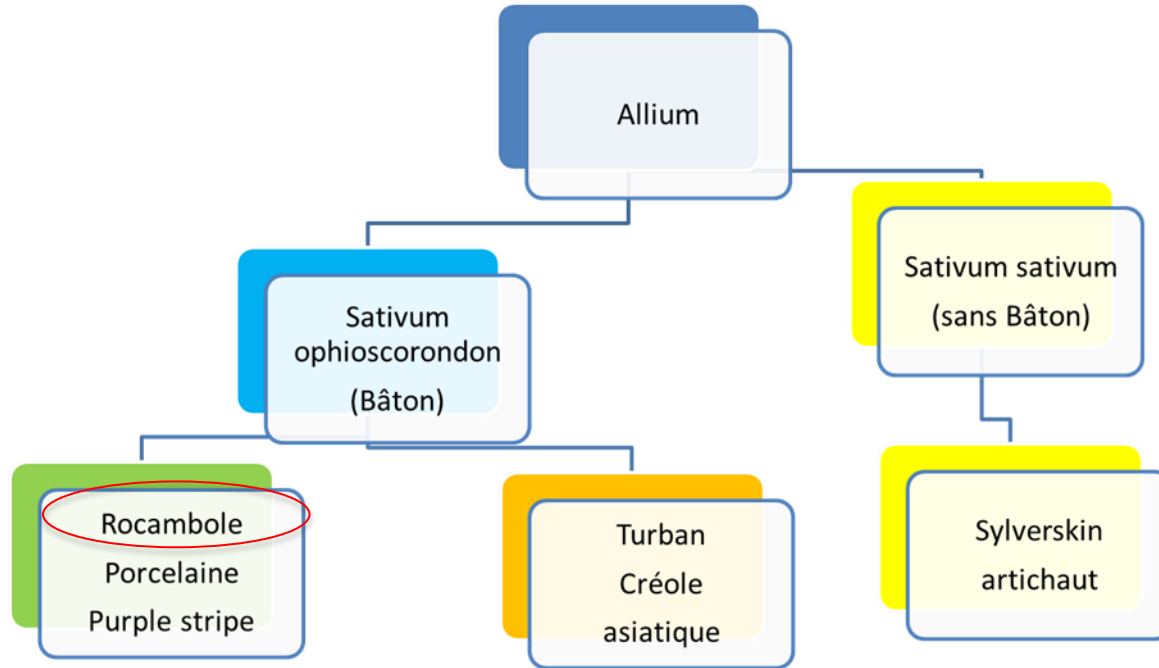 Allium
Sativum sativum
(sans Bâton)
Sativum
ophioscorondon
(Bâton)
Rocambole
Porcelaine
Purple stripe
Turban
Créole
asiatique
Sylverskin
artichaut